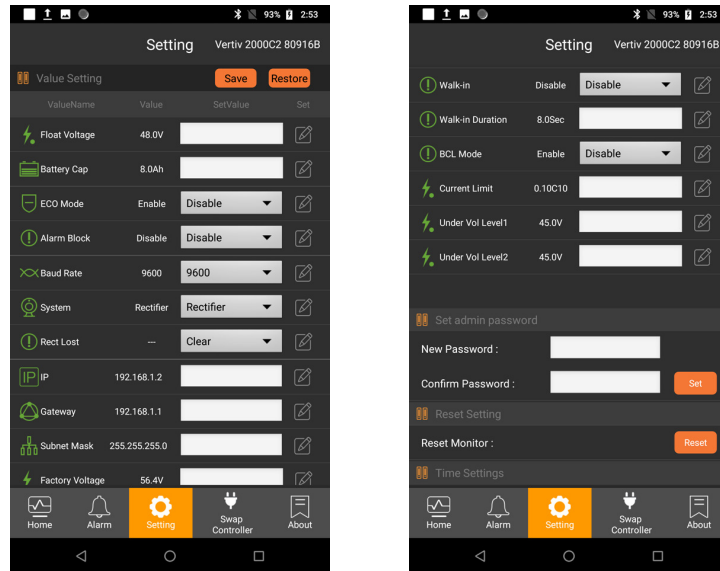 93% 2:53
Setting Vertiv 2000C2 80916B
Value Setting Save Restore
ValueName Value SetValue Set
Float Voltage 48.0V
Battery Cap 8.0Ah
ECO Mode Enable Disable
Alarm Block Disable Disable
Baud Rate 9600 9600
System Rectifier Rectifier
Rect Lost --- Clear
IP IP 192.168.1.2
Gateway 192.168.1.1
Subnet Mask 255.255.255.0
Factory Voltage 56.4V
Home Alarm Setting Swap Controller About
93% 2:53
Setting Vertiv 2000C2 80916B
Walk-in Disable Disable
Walk-in Duration 8.0Sec
BCL Mode Enable Disable
Current Limit 0.10C10
Under Vol Level1 45.0V
Under Vol Level2 45.0V
Set admin password
New Password :
Confirm Password : Set
Reset Setting
Reset Monitor : Reset
Time Settings
Home Alarm Setting Swap Controller About